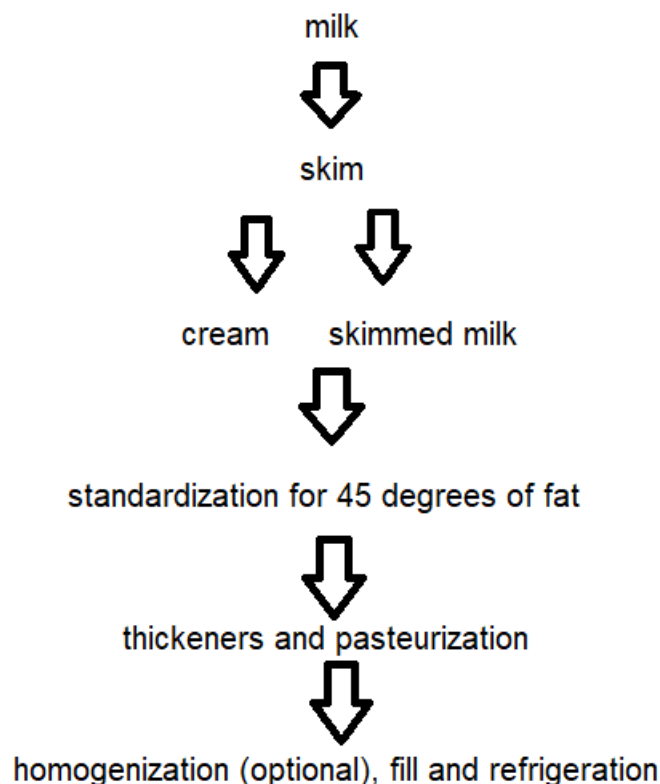 milk
skim
cream skimmed milk
standardization for 45 degrees of fat
thickeners and pasteurization
homogenization (optional), fill and refrigeration